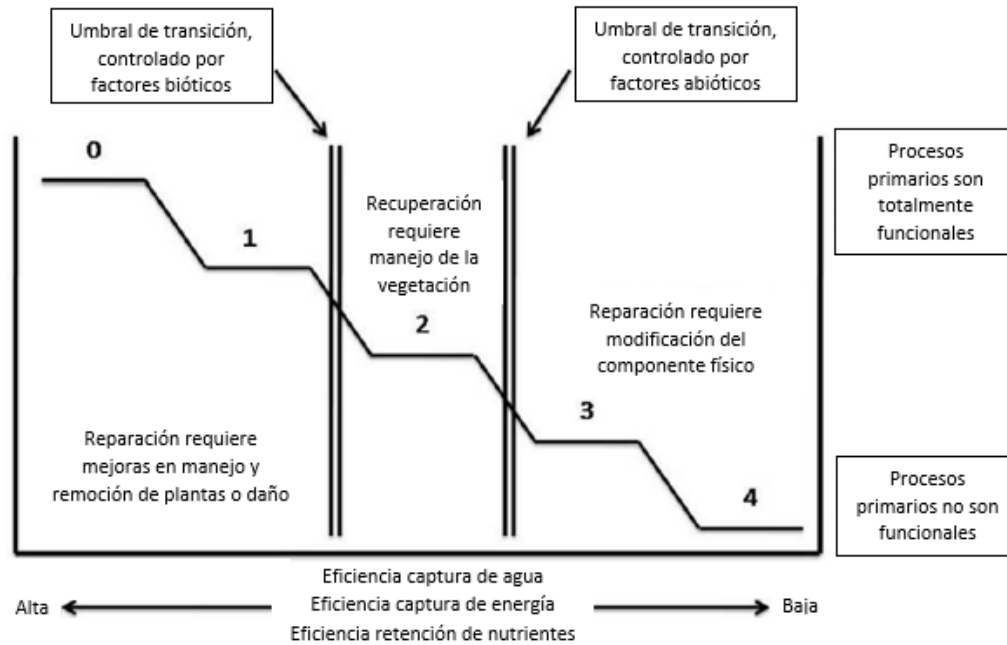 Umbral de transición,
controlado por
factores bióticos
Umbral de transición,
controlado por
factores abióticos
0
1
2
3
4
Recuperación
requiere
manejo de la
vegetación
Reparación requiere
modificación del
componente físico
Reparación requiere
mejoras en manejo y
remoción de plantas o daño
Procesos
primarios son
totalmente
funcionales
Procesos
primarios no son
funcionales
Eficiencia captura de agua
Alta
Eficiencia captura de energía
Baja
Eficiencia retención de nutrientes